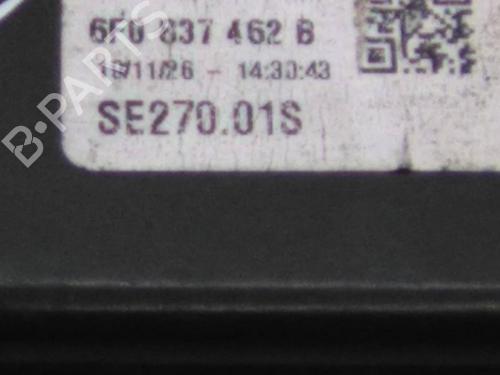 6F0 837 462 B
18/11/26 - 14:30:43
SE270.01S
B-PARTS